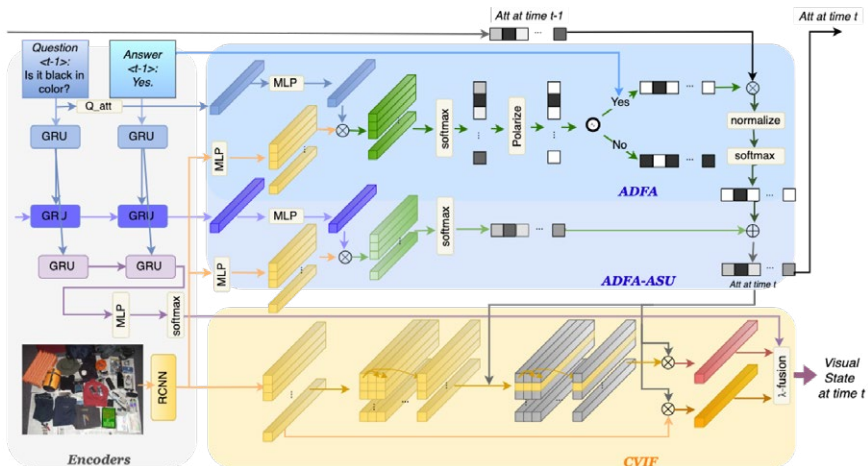 Att at time t-1
Att at time t
Question
<t-1>:
Is it black in
color?
Answer
<t-1>:
Yes.
Q_att
MLP
GRU
GRU
MLP
softmax
Polarize
Yes
No
normalize
softmax
ADFA
GRU
GRU
MLP
MLP
softmax
ADFA-ASU
Att at time t
GRU
GRU
MLP
softmax
RCNN
λ-fusion
Visual
State
at time t
Encoders
CVIF